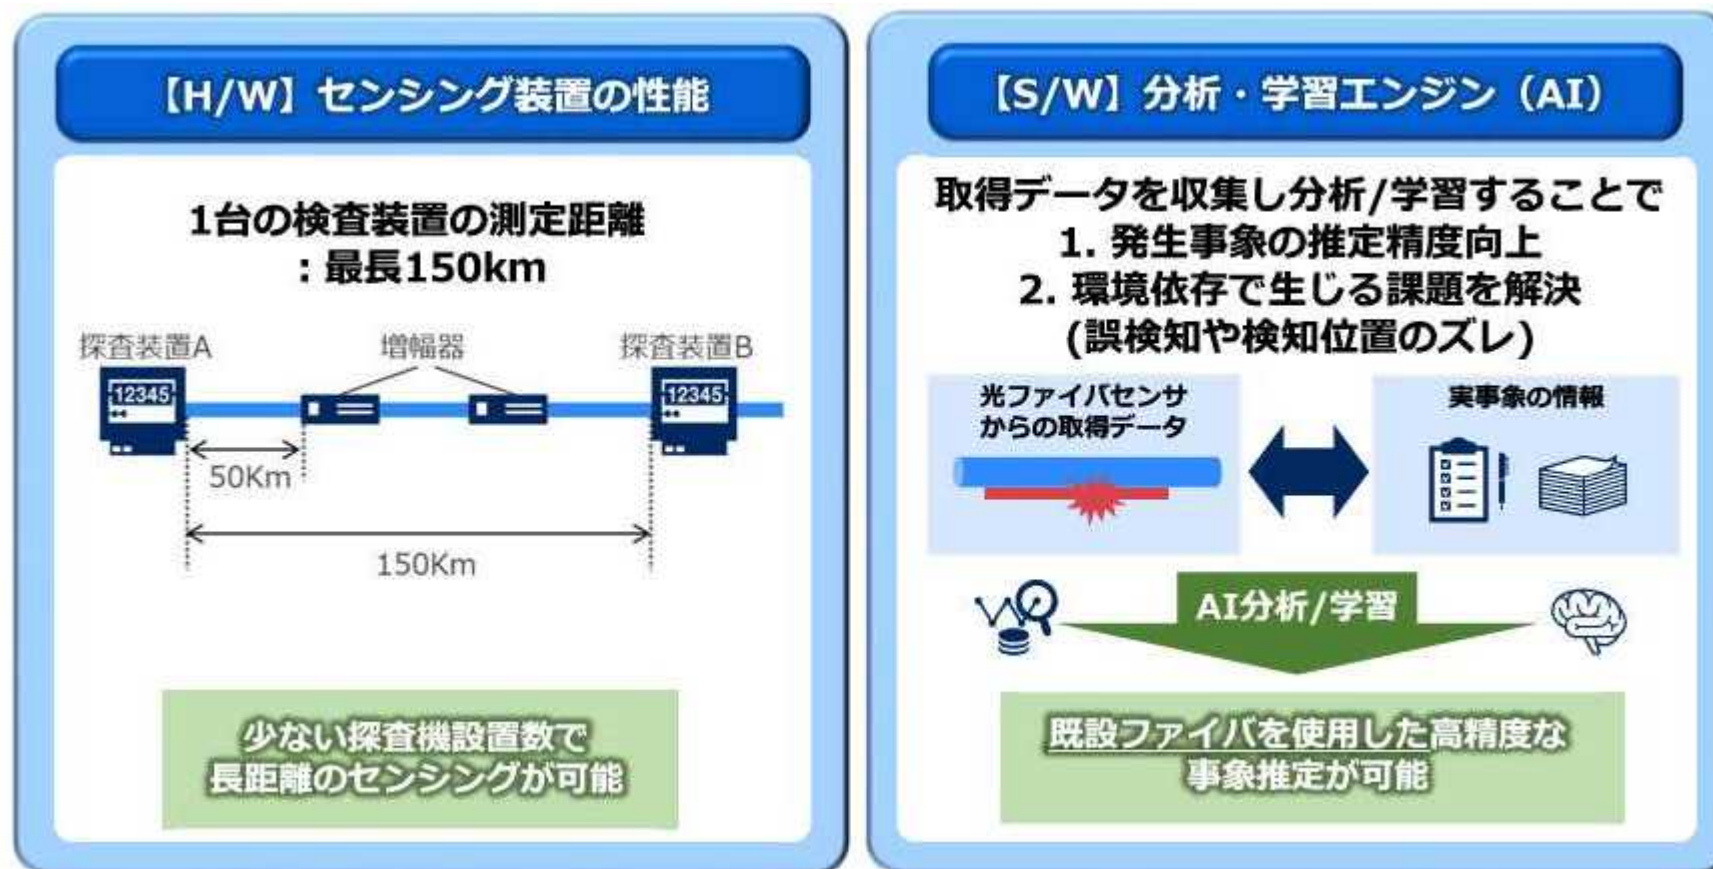 【H/W】センシング装置の性能
1台の検査装置の測定距離
：最長150km
探査装置A
増幅器
探査装置B
12345
12345
50Km
150Km
少ない探査機設置数で
長距離のセンシングが可能
【S/W】分析・学習エンジン（AI）
取得データを収集し分析/学習することで
1. 発生事象の推定精度向上
2. 環境依存で生じる課題を解決
(誤検知や検知位置のズレ)
光ファイバセンサ
からの取得データ
実事象の情報
AI分析/学習
既設ファイバを使用した高精度な
事象推定が可能